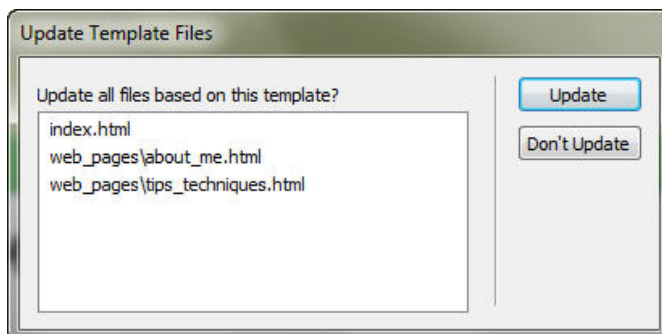 Update Template Files
Update all files based on this template?
index.html
web_pages\about_me.html
web_pages\tips_techniques.html
Update
Don't Update